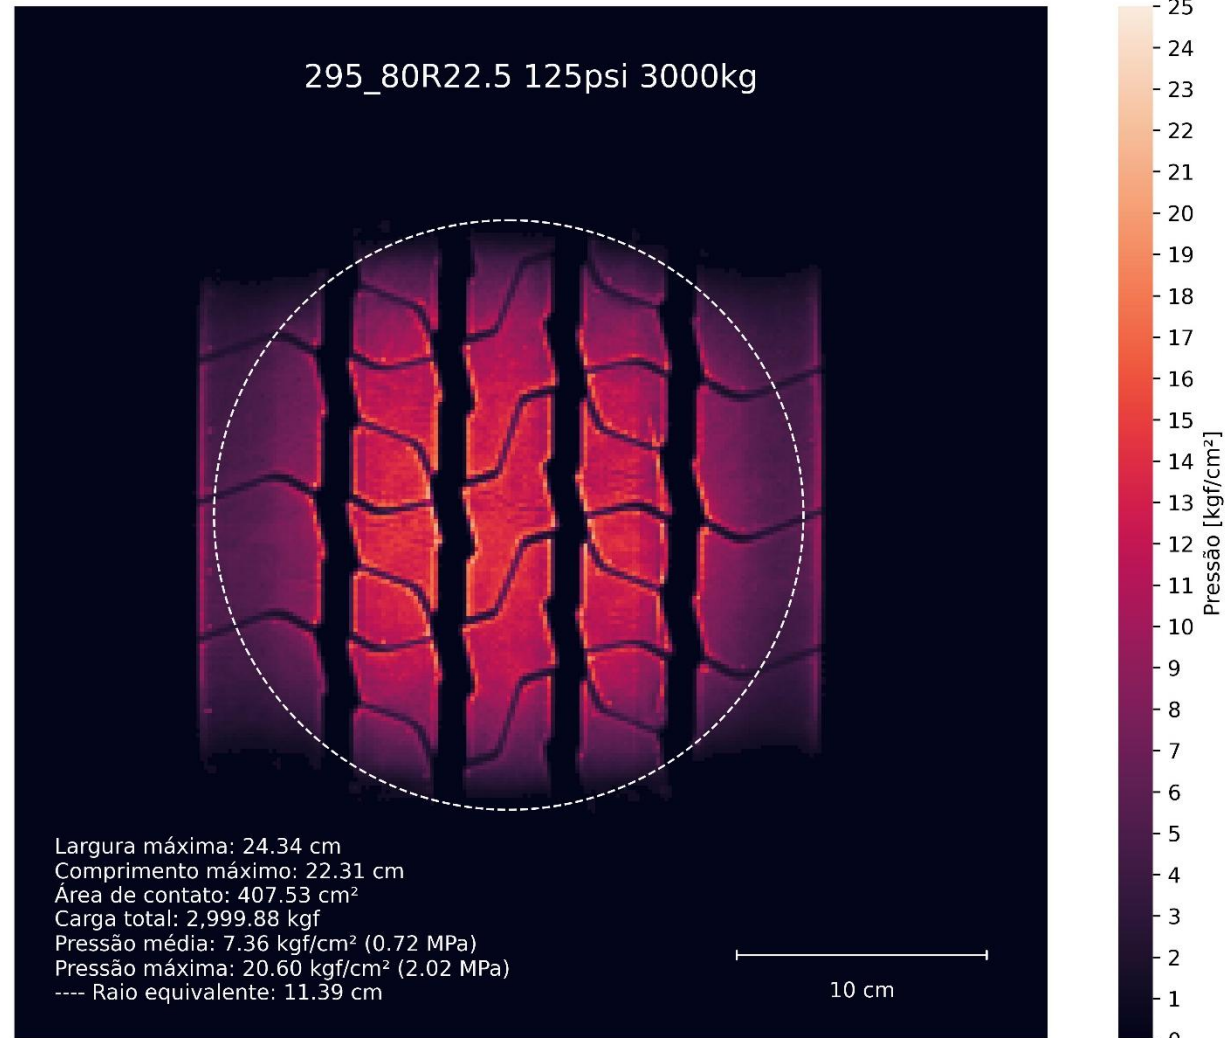 295_80R22.5 125psi 3000kg
Largura máxima: 24.34 cm
Comprimento máximo: 22.31 cm
Área de contato: 407.53 cm²
Carga total: 2,999.88 kgf
Pressão média: 7.36 kgf/cm² (0.72 MPa)
Pressão máxima: 20.60 kgf/cm² (2.02 MPa)
---- Raio equivalente: 11.39 cm
10 cm
25
24
23
22
21
20
19
18
17
16
15
14
13
12
11
10
9
8
7
6
5
4
3
2
1
0
Pressão [kgf/cm²]